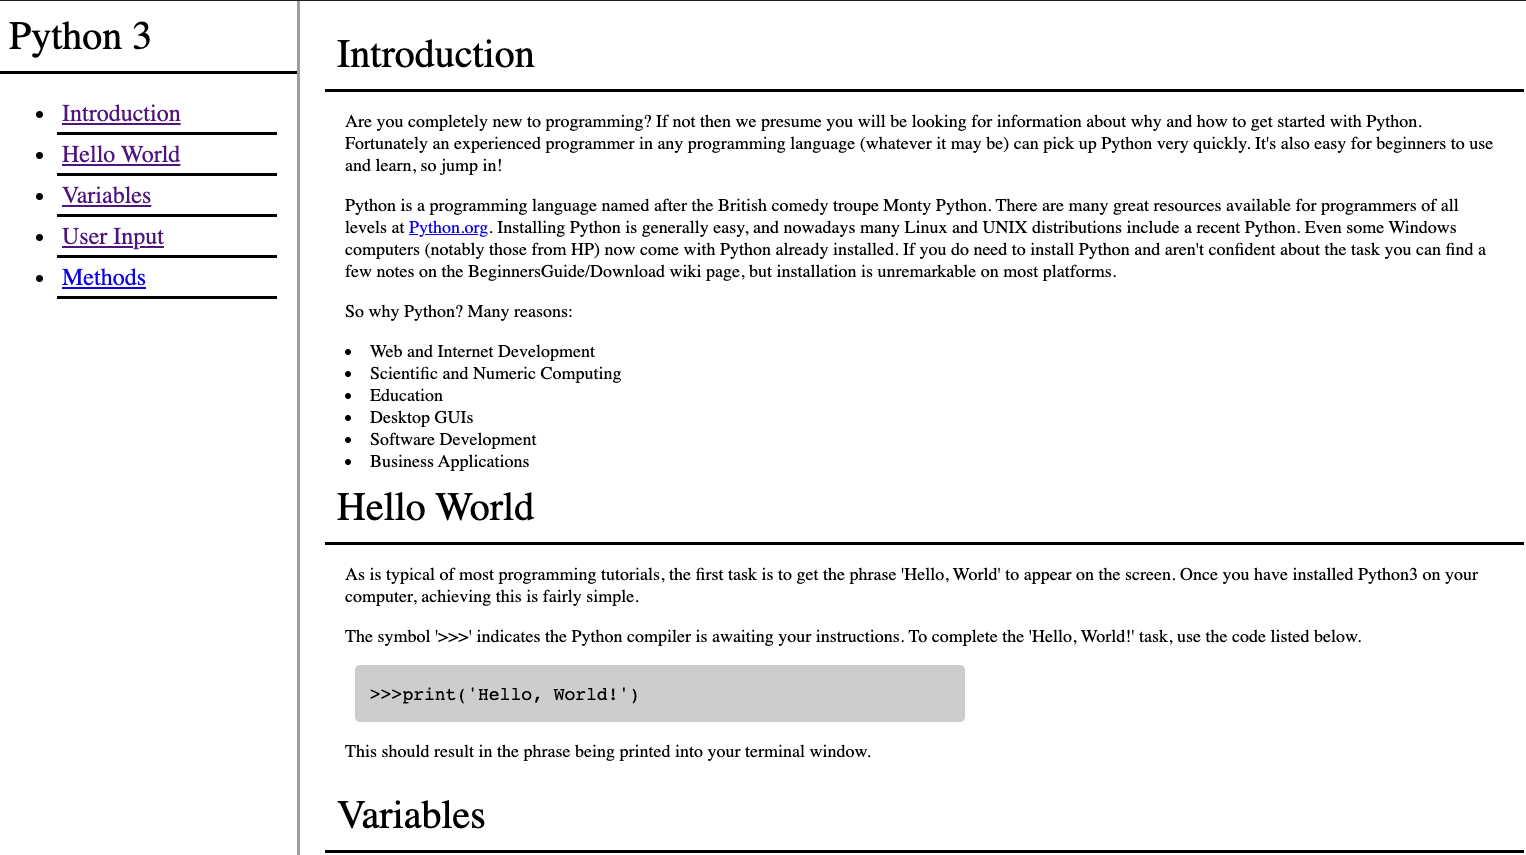 Python 3
Introduction
Hello World
Variables
User Input
Methods
Introduction
Are you completely new to programming? If not then we presume you will be looking for information about why and how to get started with Python.
Fortunately an experienced programmer in any programming language (whatever it may be) can pick up Python very quickly. It's also easy for beginners to use
and learn, so jump in!
Python is a programming language named after the British comedy troupe Monty Python. There are many great resources available for programmers of all
levels at Python.org. Installing Python is generally easy, and nowadays many Linux and UNIX distributions include a recent Python. Even some Windows
computers (notably those from HP) now come with Python already installed. If you do need to install Python and aren't confident about the task you can find a
few notes on the BeginnersGuide/Download wiki page, but installation is unremarkable on most platforms.
So why Python? Many reasons:
Web and Internet Development
Scientific and Numeric Computing
Education
Desktop GUIs
Software Development
Business Applications
Hello World
As is typical of most programming tutorials, the first task is to get the phrase 'Hello, World' to appear on the screen. Once you have installed Python3 on your
computer, achieving this is fairly simple.
The symbol '>>>' indicates the Python compiler is awaiting your instructions. To complete the 'Hello, World!' task, use the code listed below.
>>>print('Hello, World!')
This should result in the phrase being printed into your terminal window.
Variables